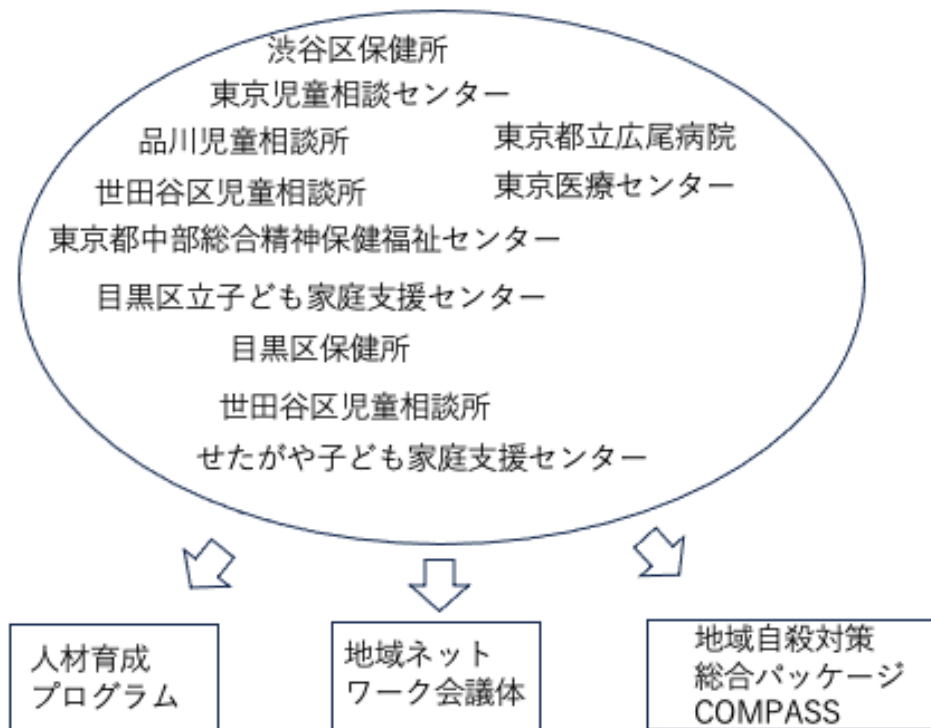 渋谷区保健所
東京児童相談センター
品川児童相談所
東京都立広尾病院
世田谷区児童相談所
東京医療センター
東京都中部総合精神保健福祉センター
目黒区立子ども家庭支援センター
目黒区保健所
世田谷区児童相談所
せたがや子ども家庭支援センター
人材育成
プログラム
地域ネット
ワーク会議体
地域自殺対策
総合パッケージ
COMPASS